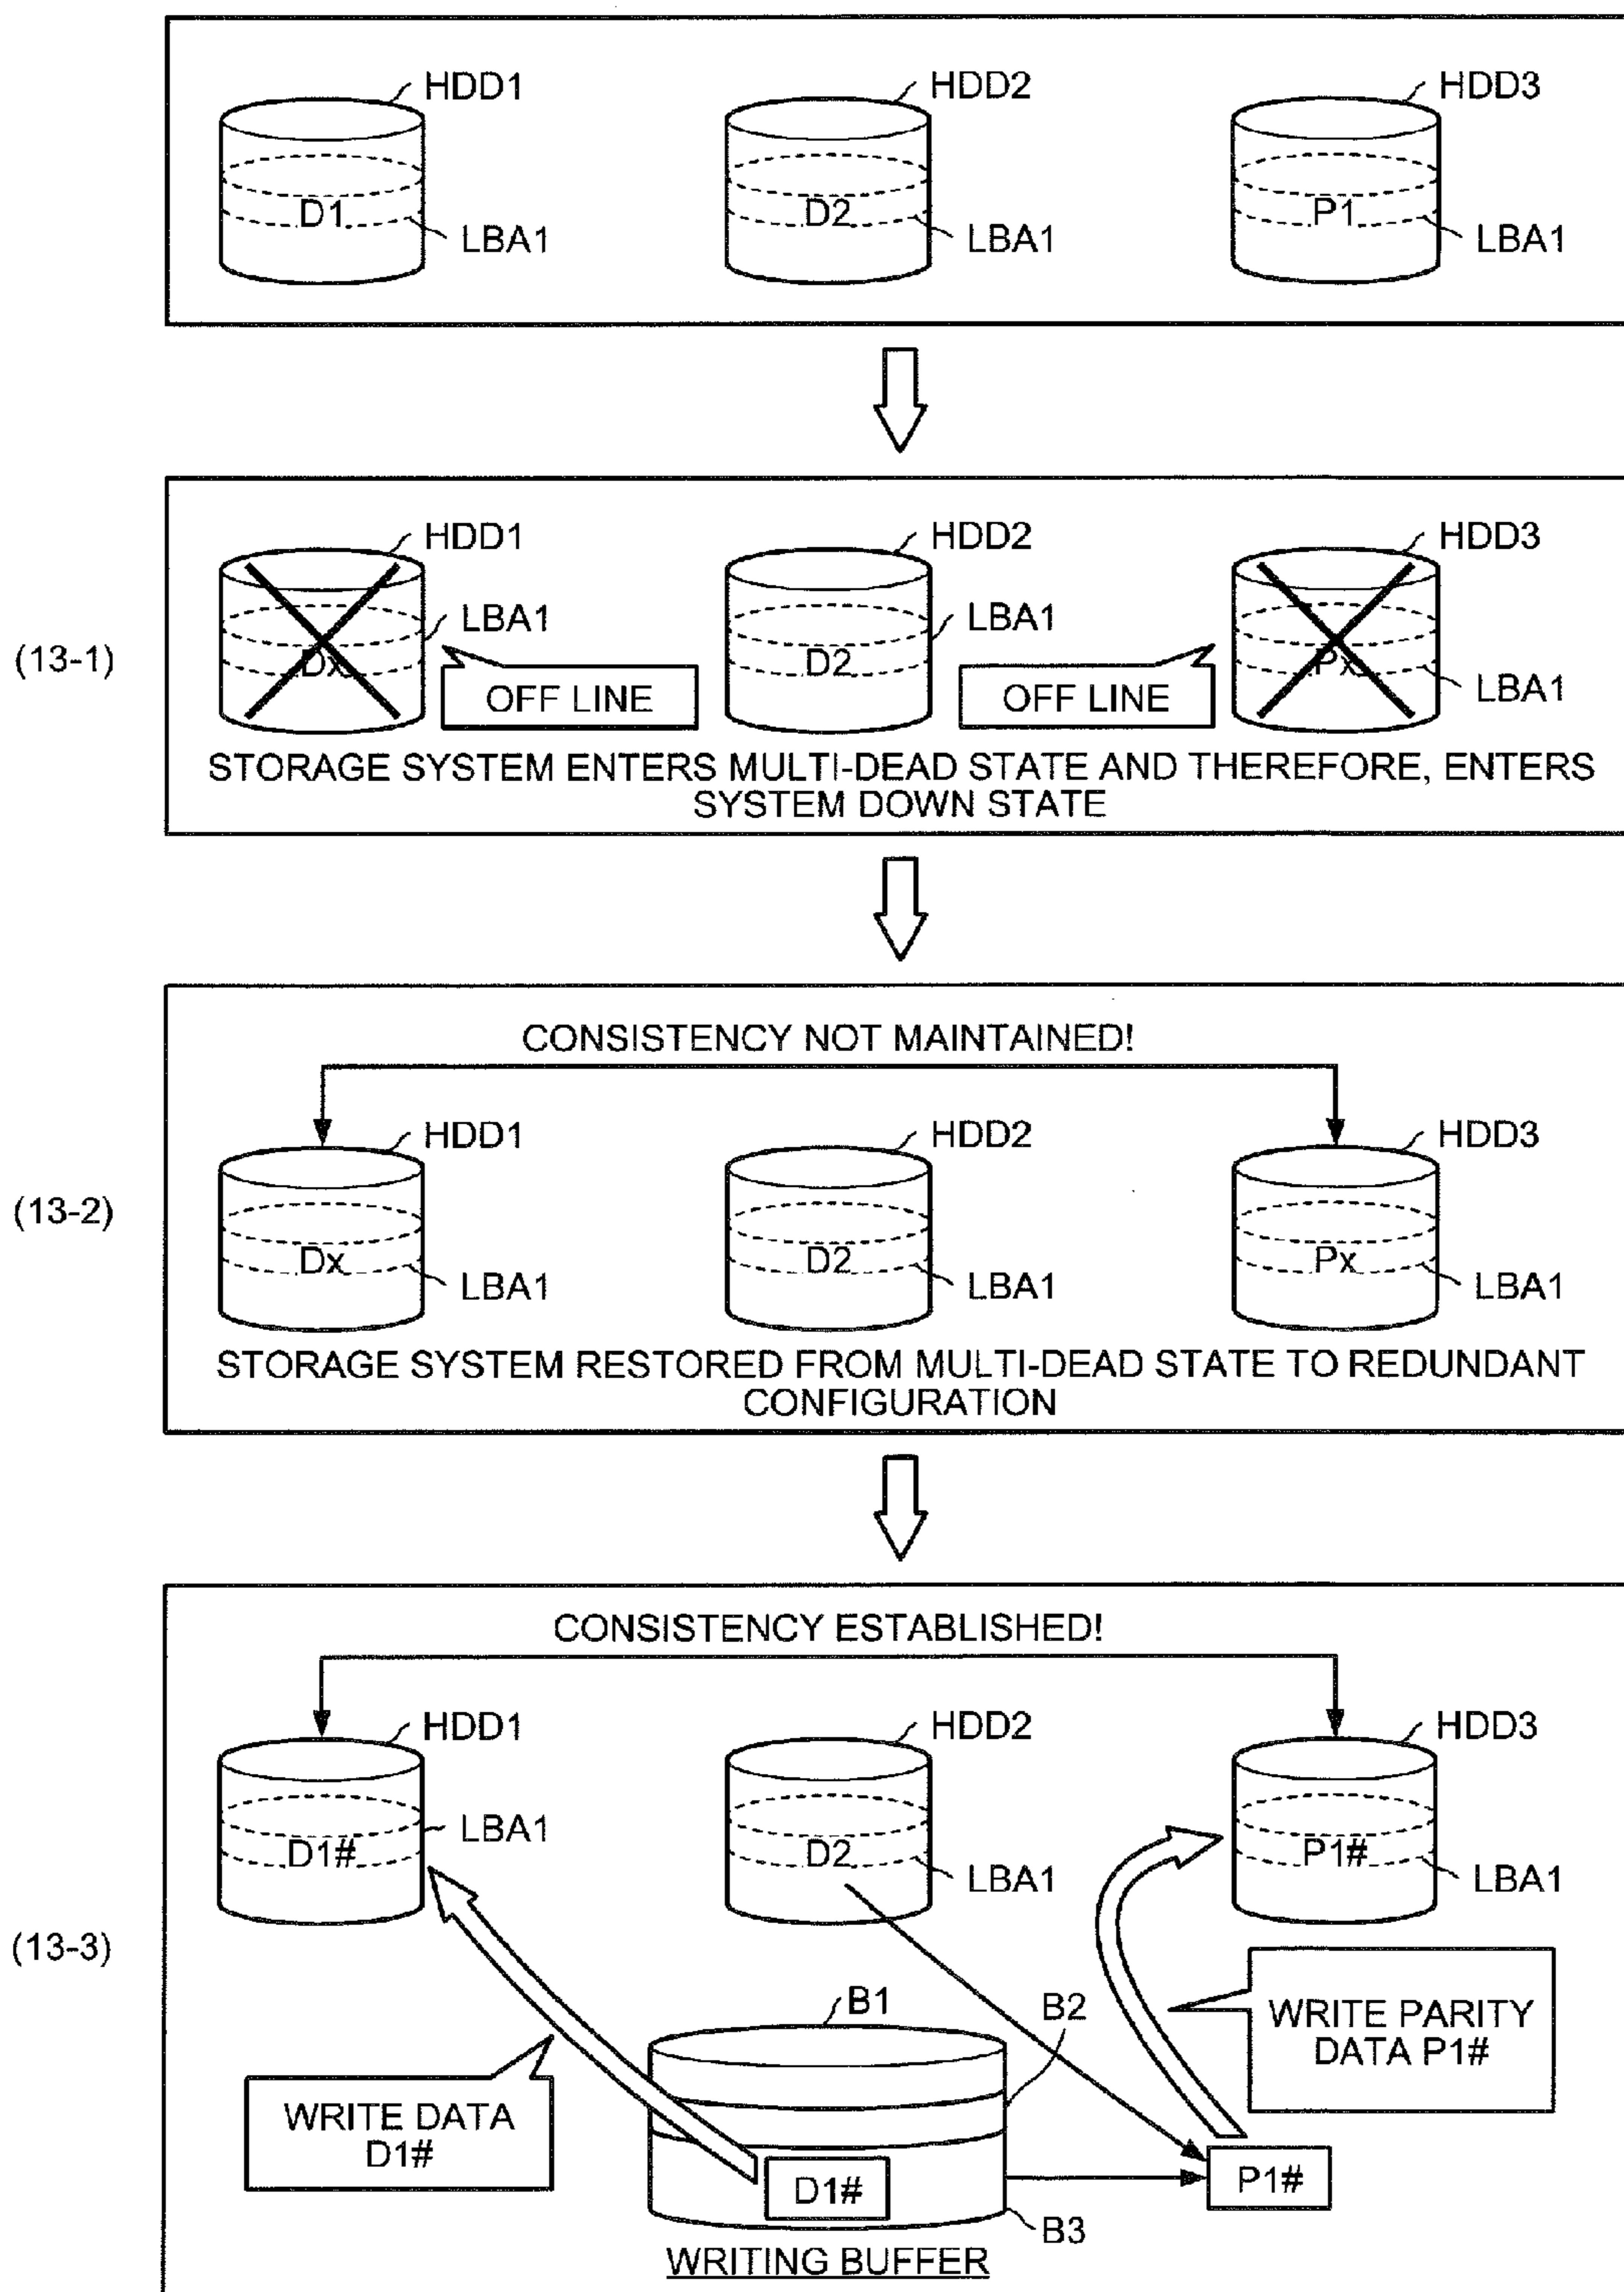 HDD1
HDD2
HDD3
D1
D2
P1
LBA1
LBA1
LBA1
(13-1)
HDD1
HDD2
HDD3
LBA1
LBA1
Dx
D2
Px
OFF LINE
OFF LINE
LBA1
STORAGE SYSTEM ENTERS MULTI-DEAD STATE AND THEREFORE, ENTERS
SYSTEM DOWN STATE
(13-2)
CONSISTENCY NOT MAINTAINED!
HDD1
HDD2
HDD3
Dx
D2
Px
LBA1
LBA1
LBA1
STORAGE SYSTEM RESTORED FROM MULTI-DEAD STATE TO REDUNDANT
CONFIGURATION
(13-3)
CONSISTENCY ESTABLISHED!
HDD1
HDD2
HDD3
LBA1
D1#
D2
P1#
LBA1
LBA1
B1
B2
WRITE PARITY
DATA P1#
WRITE DATA
D1#
D1#
P1#
B3
WRITING BUFFER